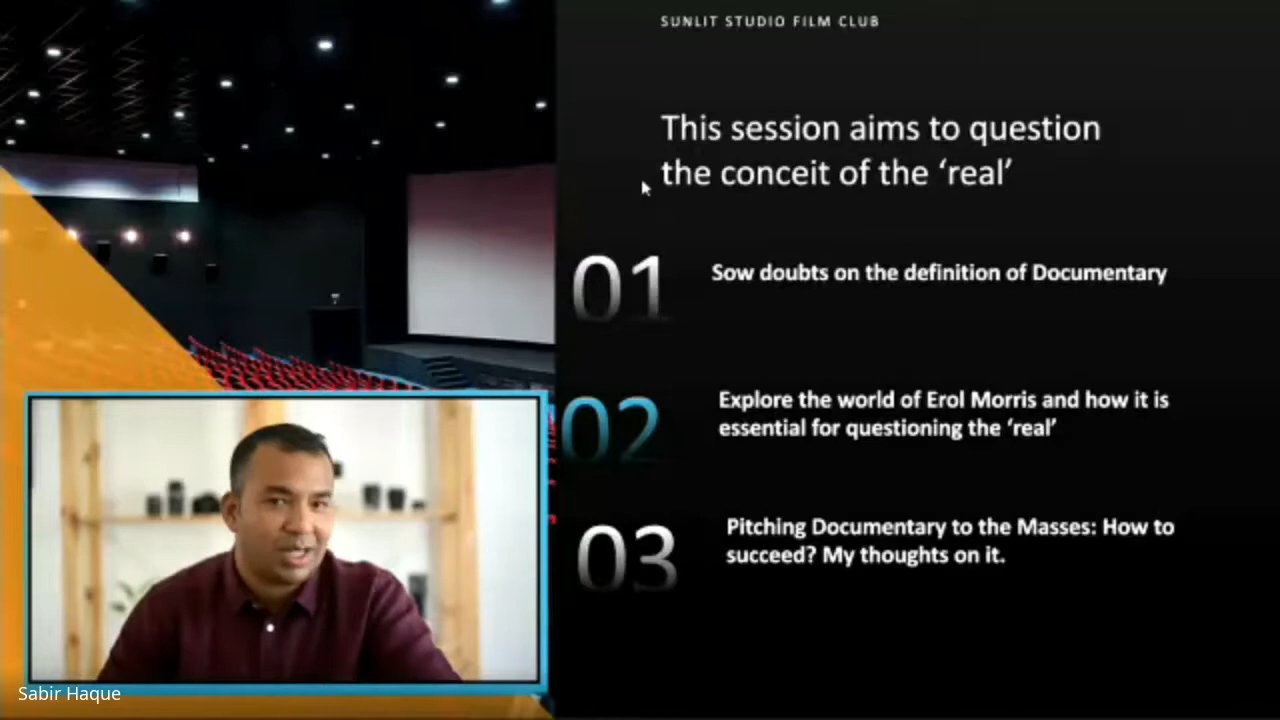 SUNLIT STUDIO FILM CLUB
This session aims to question
the conceit of the ‘real’
01
Sow doubts on the definition of Documentary
02
Explore the world of Erol Morris and how it is
essential for questioning the ‘real’
03
Pitching Documentary to the Masses: How to
succeed? My thoughts on it.
Sabir Haque